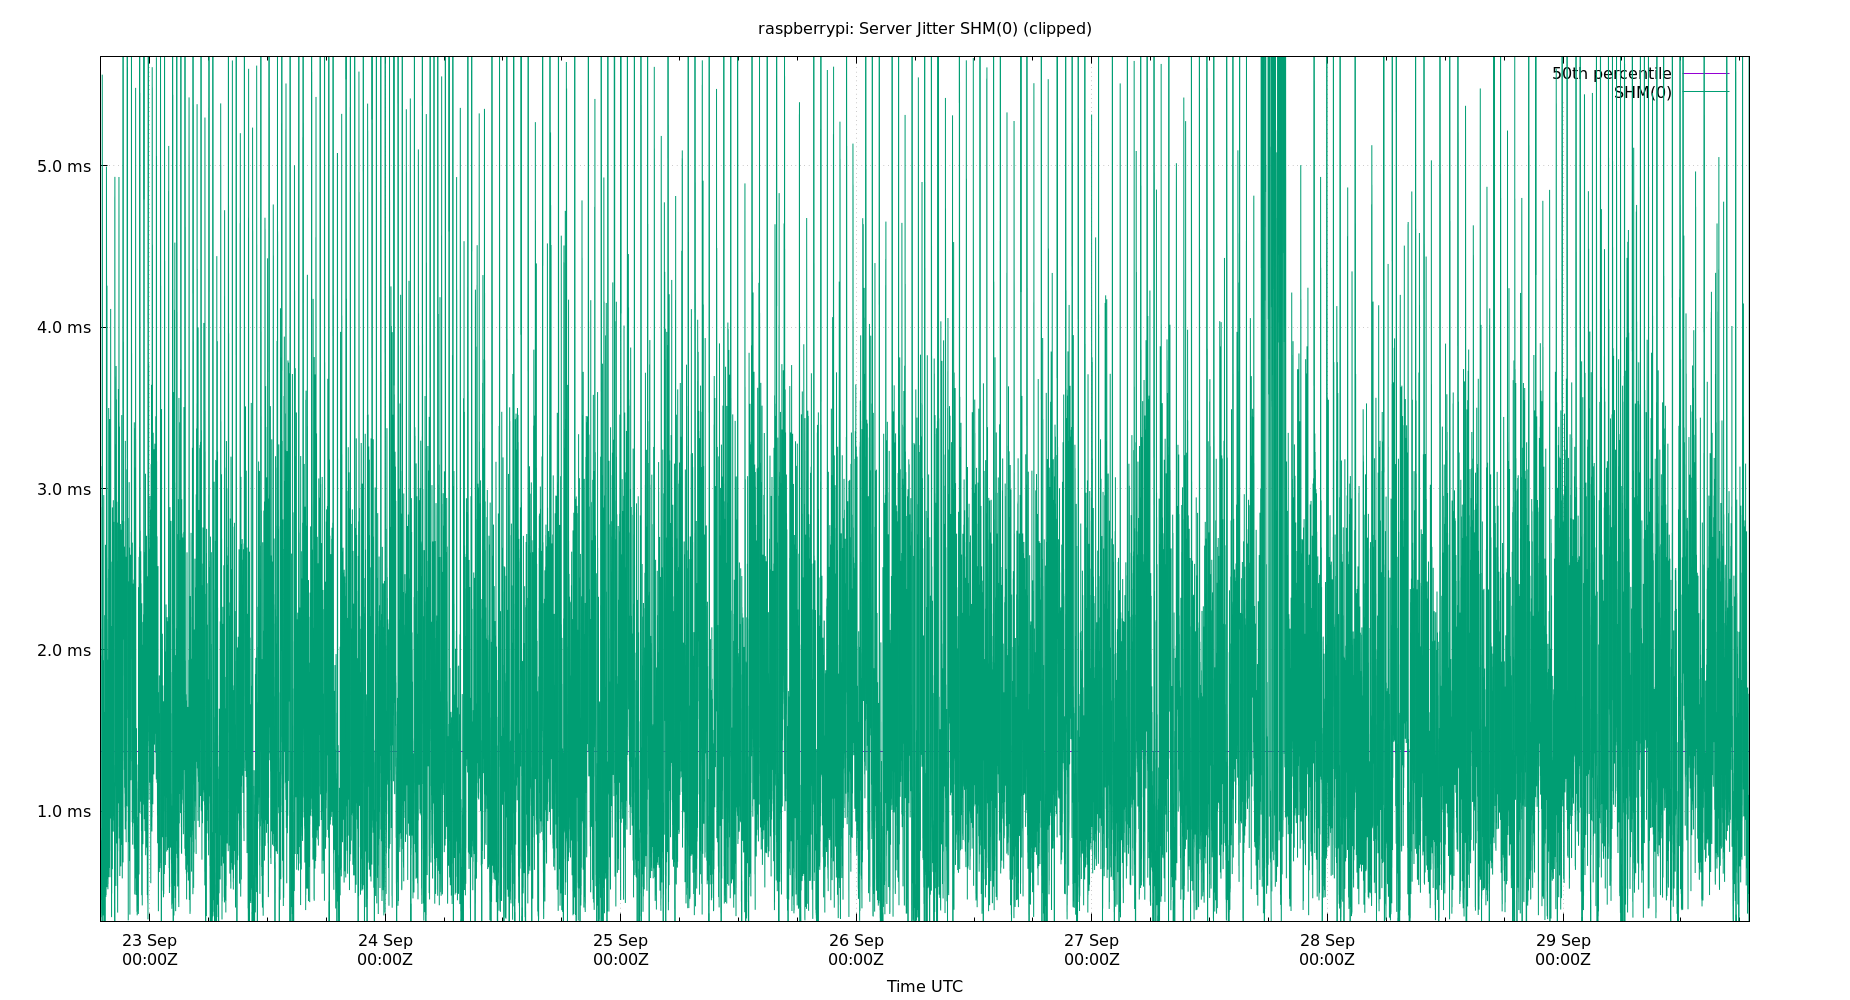 raspberrypi: Server Jitter SHM(0) (clipped)
50th percentile
SHM(0)
5.0 ms
4.0 ms
3.0 ms
2.0 ms
1.0 ms
23 Sep 24 Sep 25 Sep 26 Sep 27 Sep 28 Sep 29 Sep
00:00Z 00:00Z 00:00Z 00:00Z 00:00Z 00:00Z 00:00Z
Time UTC